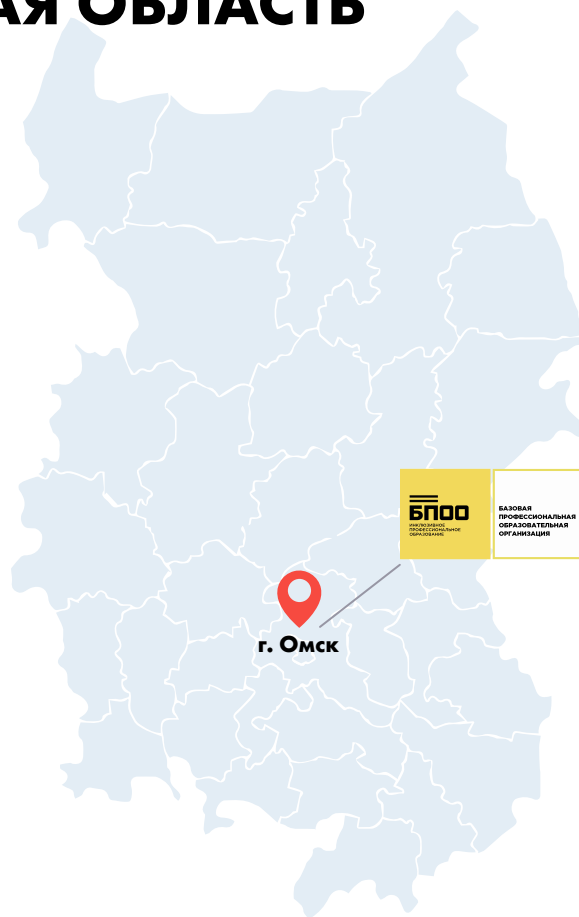 АЯ ОБЛАСТЬ
БПОО
ИНКЛЮЗИВНОЕ
ПРОФЕССИОНАЛЬНОЕ
ОБРАЗОВАНИЕ
БАЗОВАЯ
ПРОФЕССИОНАЛЬНАЯ
ОБРАЗОВАТЕЛЬНАЯ
ОРГАНИЗАЦИЯ
г. Омск